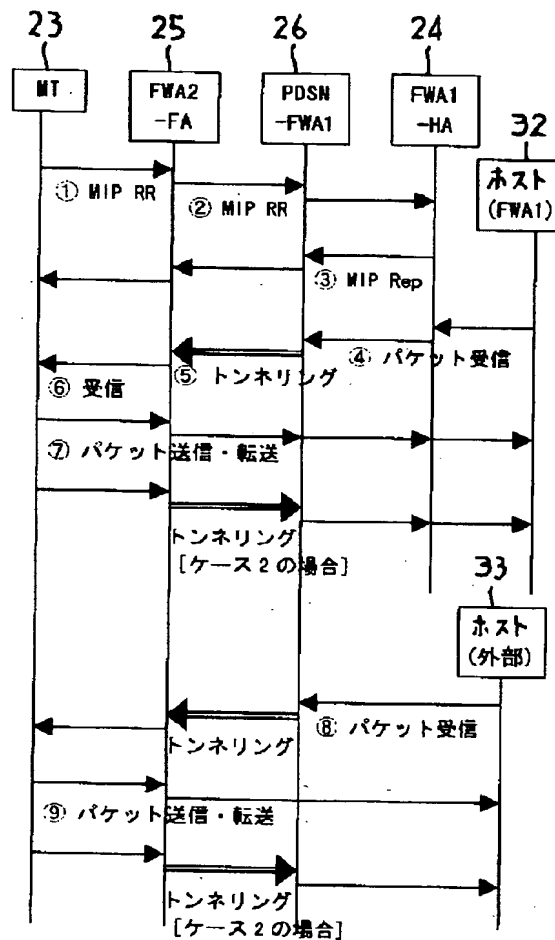 23 25 26 24
MT
FWA2
-FA
PDSN
-FWA1
FWA1
-HA
32
ホスト
(FWA1)
① MIP RR
② MIP RR
③ MIP Rep
④ パケット受信
⑤ トンネリング
⑥ 受信
⑦ パケット送信・転送
トンネリング
[ケース2の場合]
33
ホスト
(外部)
⑧ パケット受信
トンネリング
⑨ パケット送信・転送
トンネリング
[ケース2の場合]